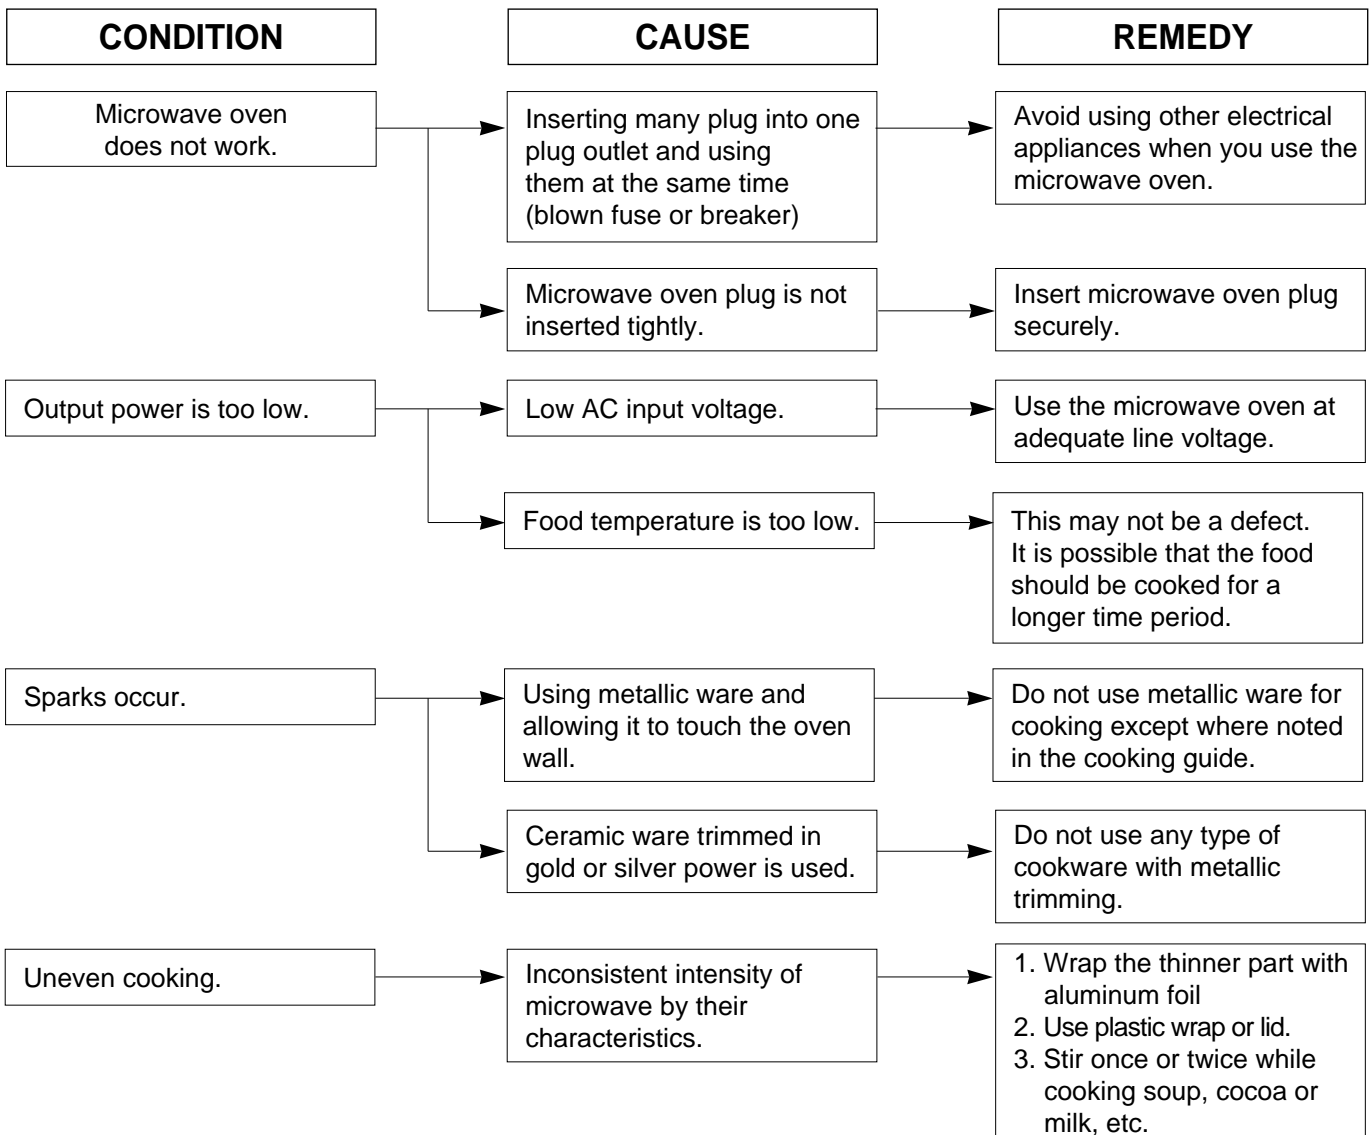 CONDITION
CAUSE
REMEDY
Microwave oven
does not work.
Inserting many plug into one
plug outlet and using
them at the same time
(blown fuse or breaker)
Avoid using other electrical
appliances when you use the
microwave oven.
Microwave oven plug is not
inserted tightly.
Insert microwave oven plug
securely.
Output power is too low.
Low AC input voltage.
Use the microwave oven at
adequate line voltage.
Food temperature is too low.
This may not be a defect.
It is possible that the food
should be cooked for a
longer time period.
Sparks occur.
Using metallic ware and
allowing it to touch the oven
wall.
Do not use metallic ware for
cooking except where noted
in the cooking guide.
Ceramic ware trimmed in
gold or silver power is used.
Do not use any type of
cookware with metallic
trimming.
Uneven cooking.
Inconsistent intensity of
microwave by their
characteristics.
1. Wrap the thinner part with
aluminum foil
2. Use plastic wrap or lid.
3. Stir once or twice while
cooking soup, cocoa or
milk, etc.